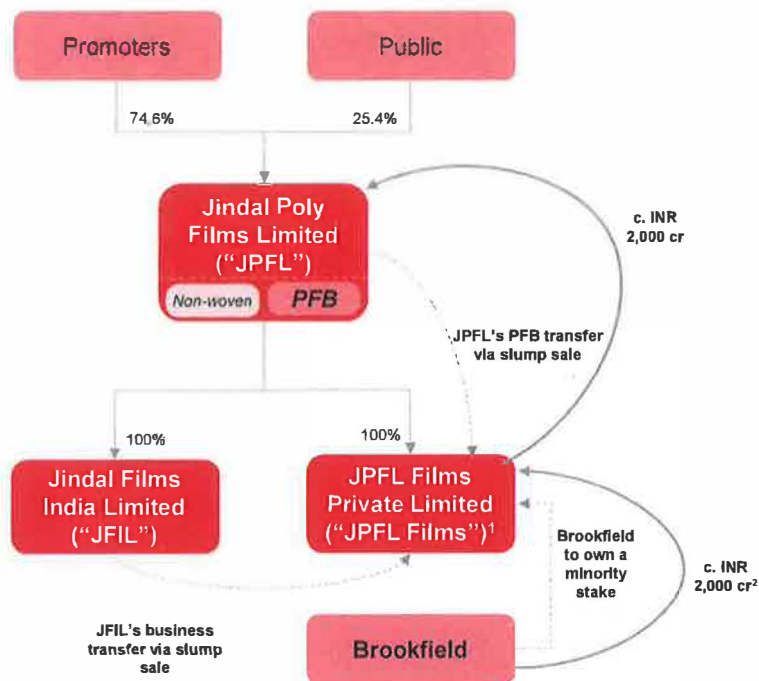 Promoters
Public
74.6%
25.4%
Jindal Poly
Films Limited
("JPFL")
Non-woven
PFB
c. INR
2,000 cr
JPFL's PFB transfer
via slump sale
100%
100%
Jindal Films
India Limited
("JFIL")
JPFL Films
Private Limited
("JPFL Films")¹
Brookfield
to own a
minority
stake
c. INR
2,000 cr²
JFIL's business
transfer via slump
sale
Brookfield